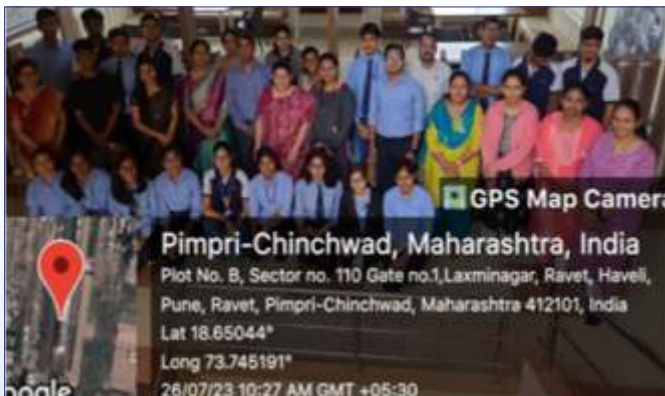 GPS Map Camera
Pimpri-Chinchwad, Maharashtra, India
Plot No. B, Sector no. 110 Gate no.1,Laxminagar, Ravet, Haveli,
Pune, Ravet, Pimpri-Chinchwad, Maharashtra 412101, India
Lat 18.65044°
Long 73.745191°
26/07/23 10:27 AM GMT +05:30
oogle